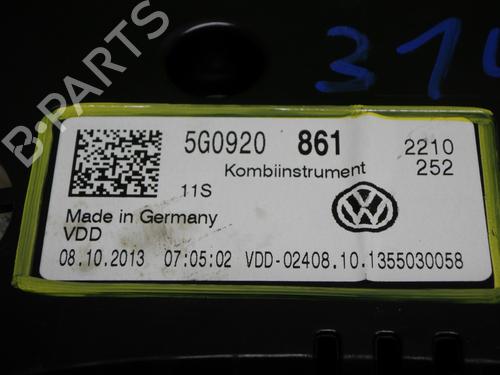 B-PARTS
5G0920 861 2210
Kombiinstrument 252
11S
Made in Germany
VDD
08.10.2013 07:05:02 VDD-02408.10.1355030058